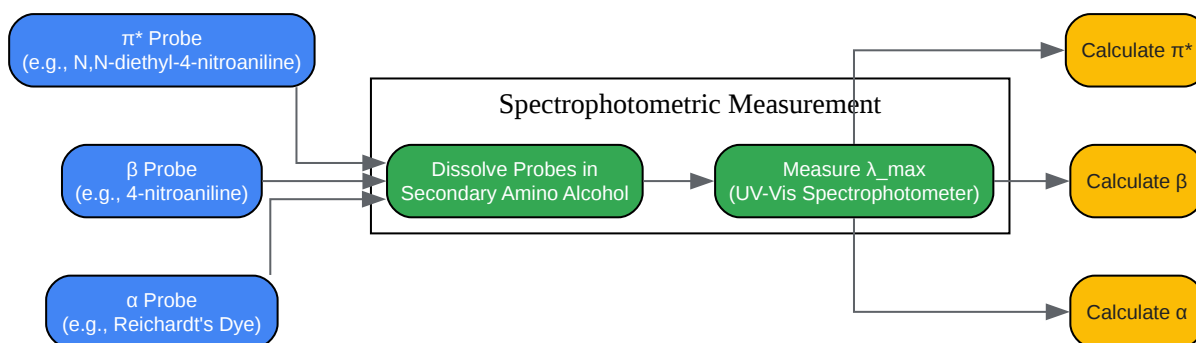 π* Probe
(e.g., N,N-diethyl-4-nitroaniline)
β Probe
(e.g., 4-nitroaniline)
α Probe
(e.g., Reichardt's Dye)
Spectrophotometric Measurement
Dissolve Probes in
Secondary Amino Alcohol
Measure λ_max
(UV-Vis Spectrophotometer)
Calculate π*
Calculate β
Calculate α